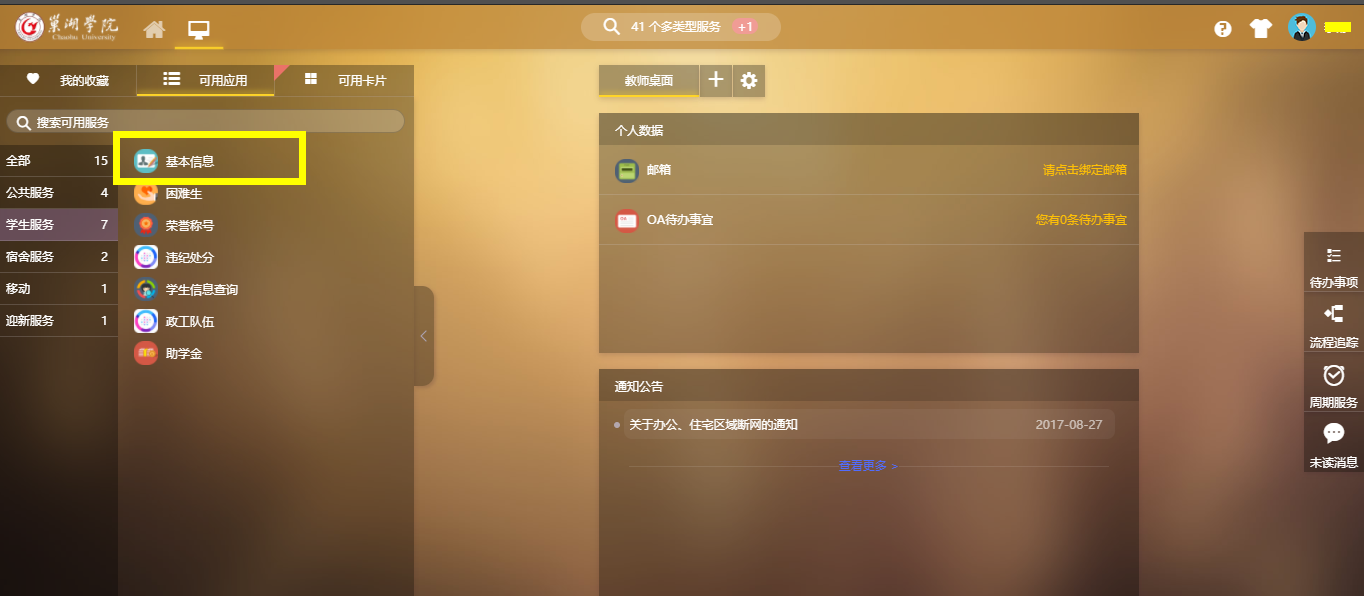 巢湖学院
Chaohu University
41 个多类型服务 +1
我的收藏
可用应用
可用卡片
搜索可用服务
全部 15
公共服务 4
学生服务 7
宿舍服务 2
移动 1
迎新服务 1
基本信息
困难生
荣誉称号
违纪处分
学生信息查询
政工队伍
助学金
教师桌面
个人数据
邮箱 请点击绑定邮箱
OA待办事宜 您有0条待办事宜
通知公告
关于办公、住宅区域断网的通知 2017-08-27
查看更多 >
待办事项
流程追踪
周期服务
未读消息